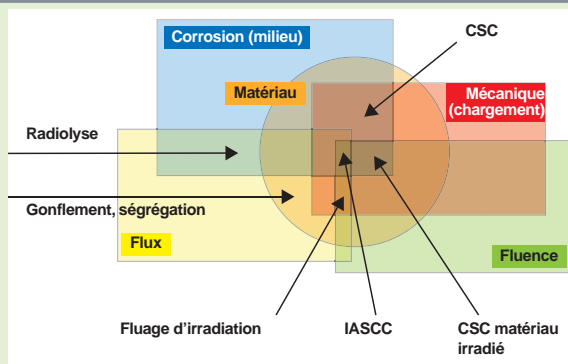 Corrosion (milieu)
CSC
Matériau
Mécanique
(chargement)
Radiolyse
Gonflement, ségrégation
Flux
Fluence
Fluage d'irradiation
IASCC
CSC matériau
irradié